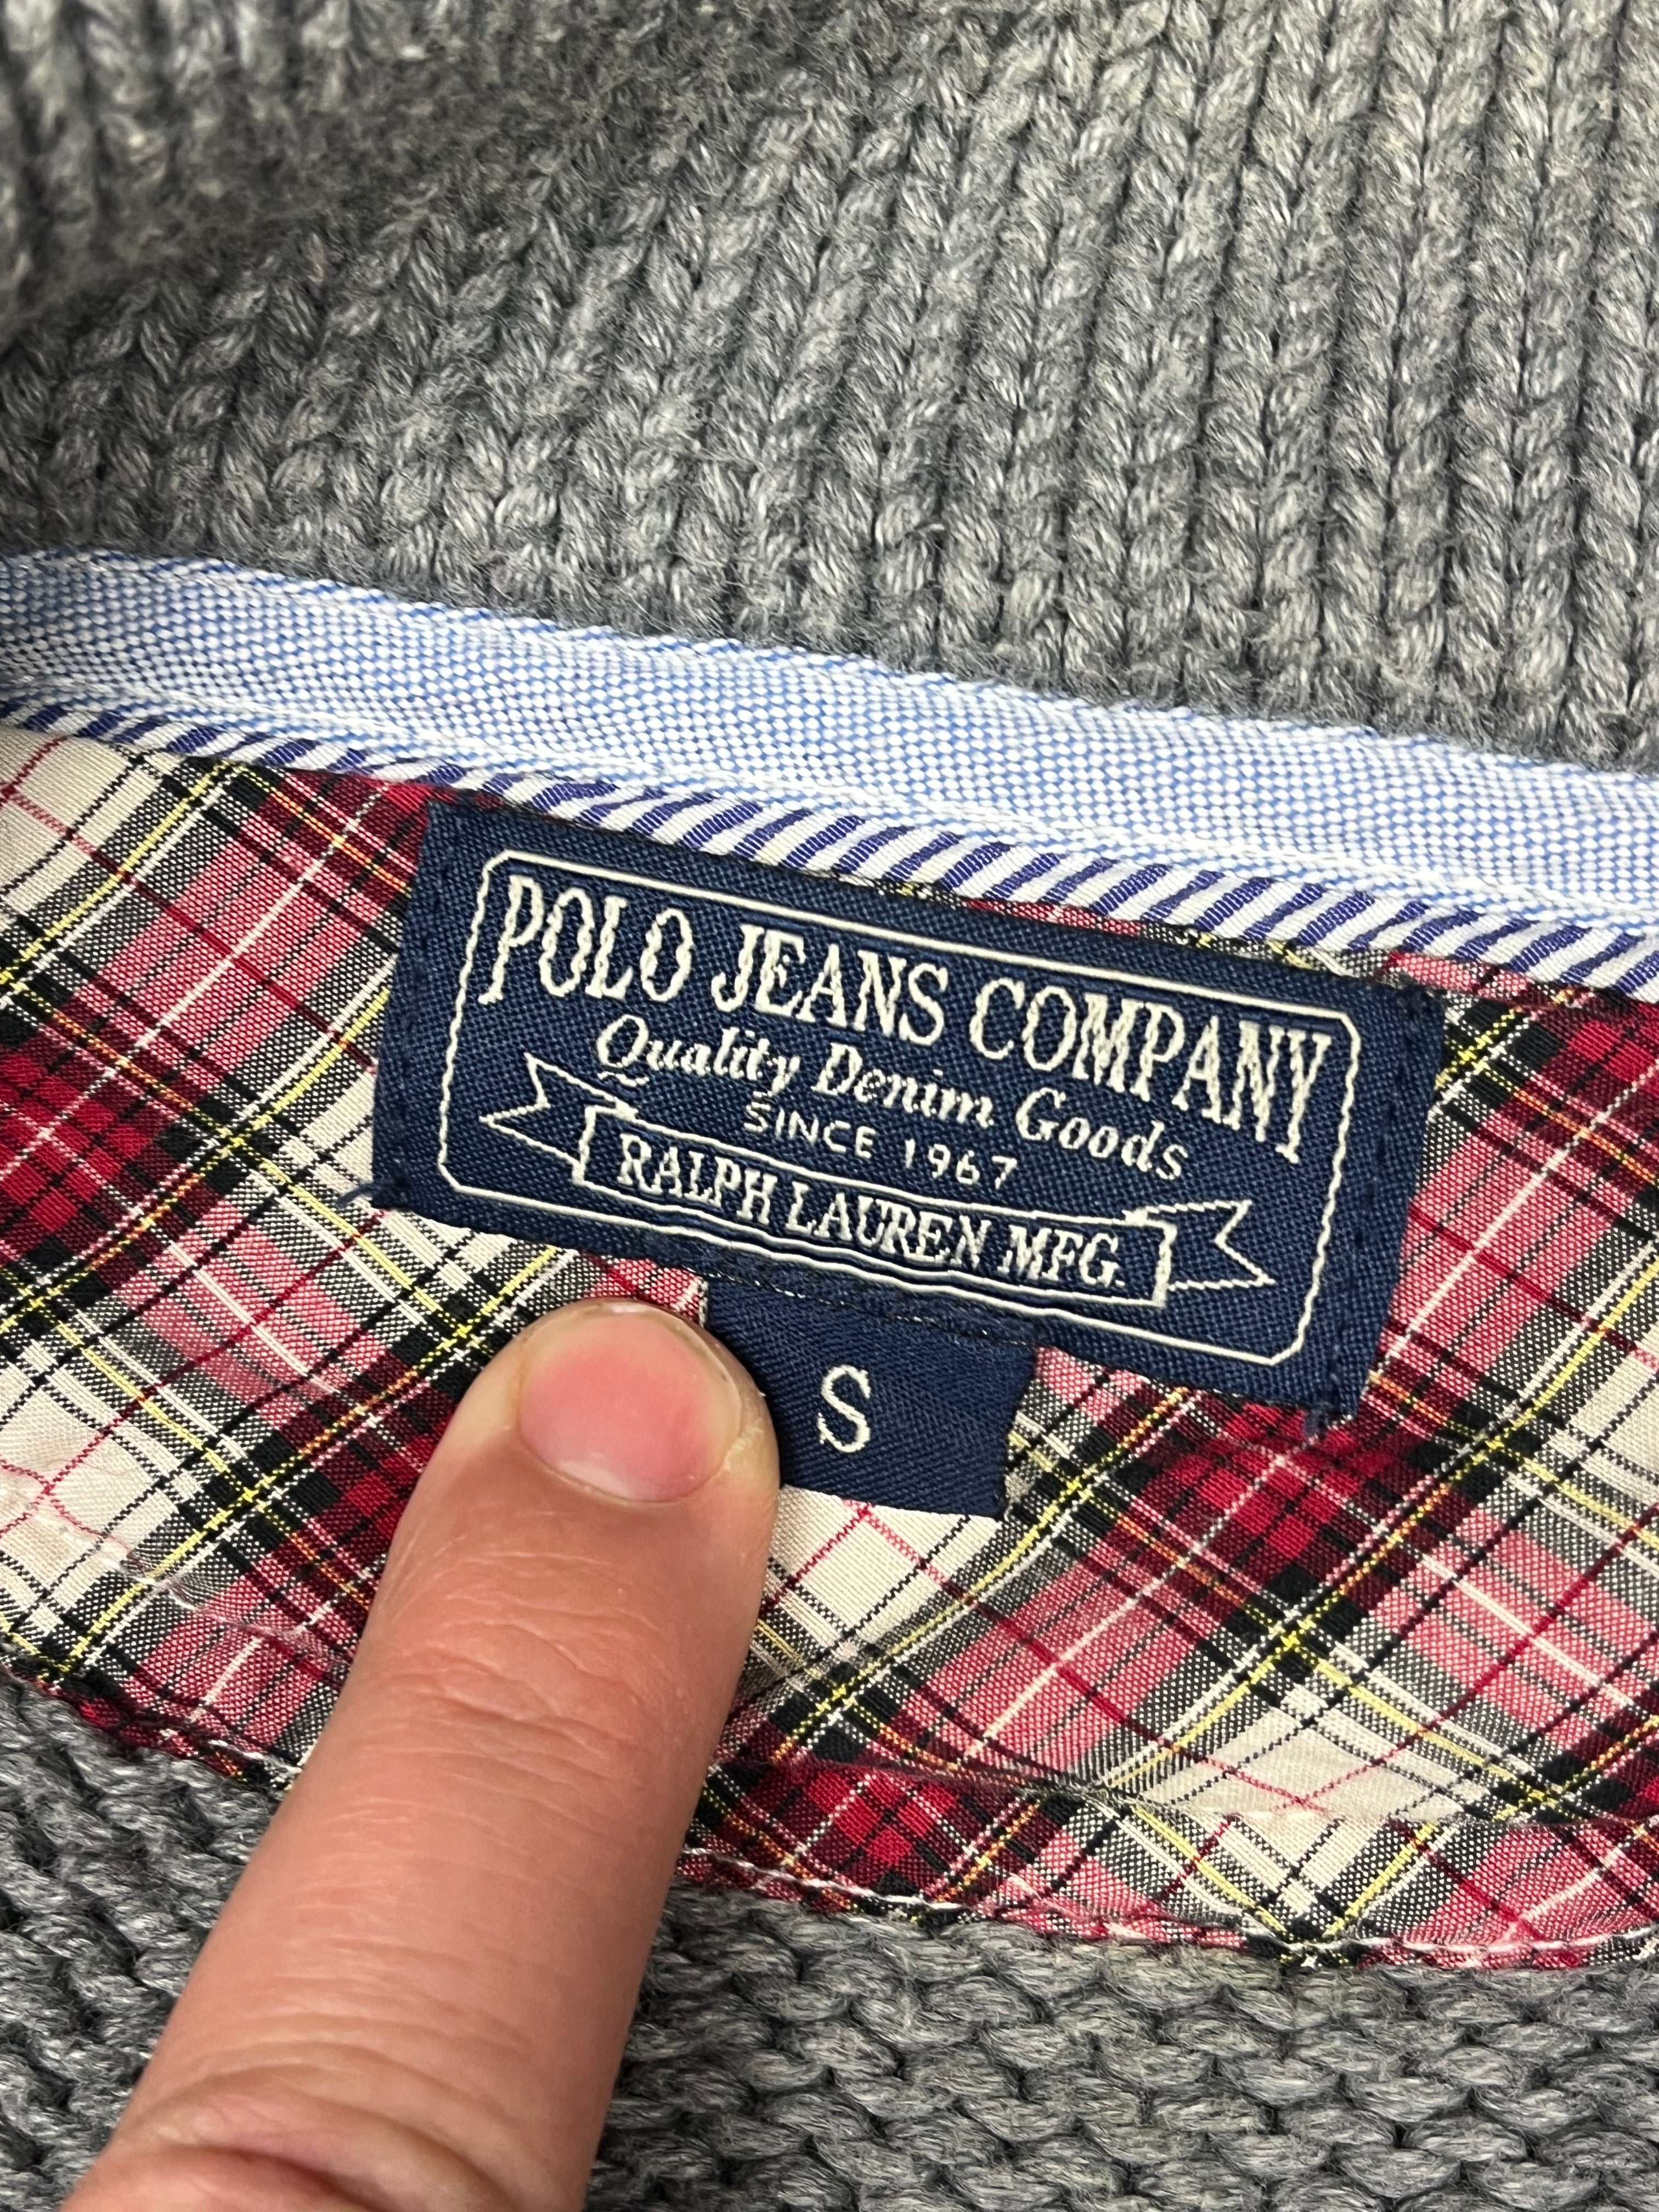 POLO JEANS COMPANY
Quality Denim Goods
SINCE 1967
RALPH LAUREN MFG.
S